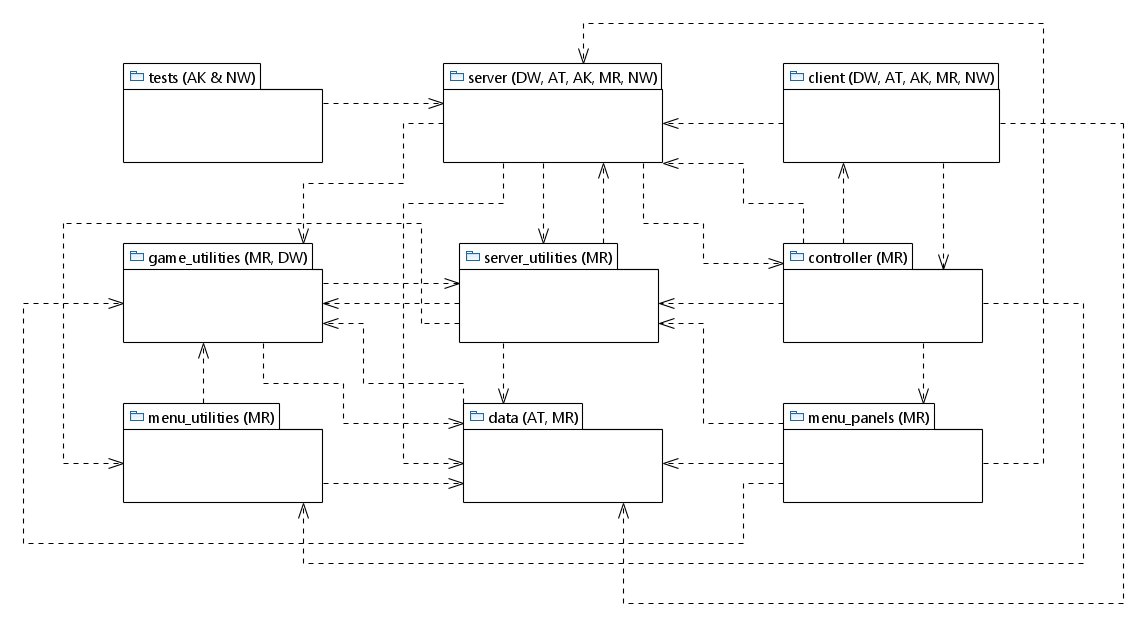 tests (AK & NW)
server (DW, AT, AK, MR, NW)
client (DW, AT, AK, MR, NW)
game_utilities (MR, DW)
server_utilities (MR)
controller (MR)
menu_utilities (MR)
data (AT, MR)
menu_panels (MR)